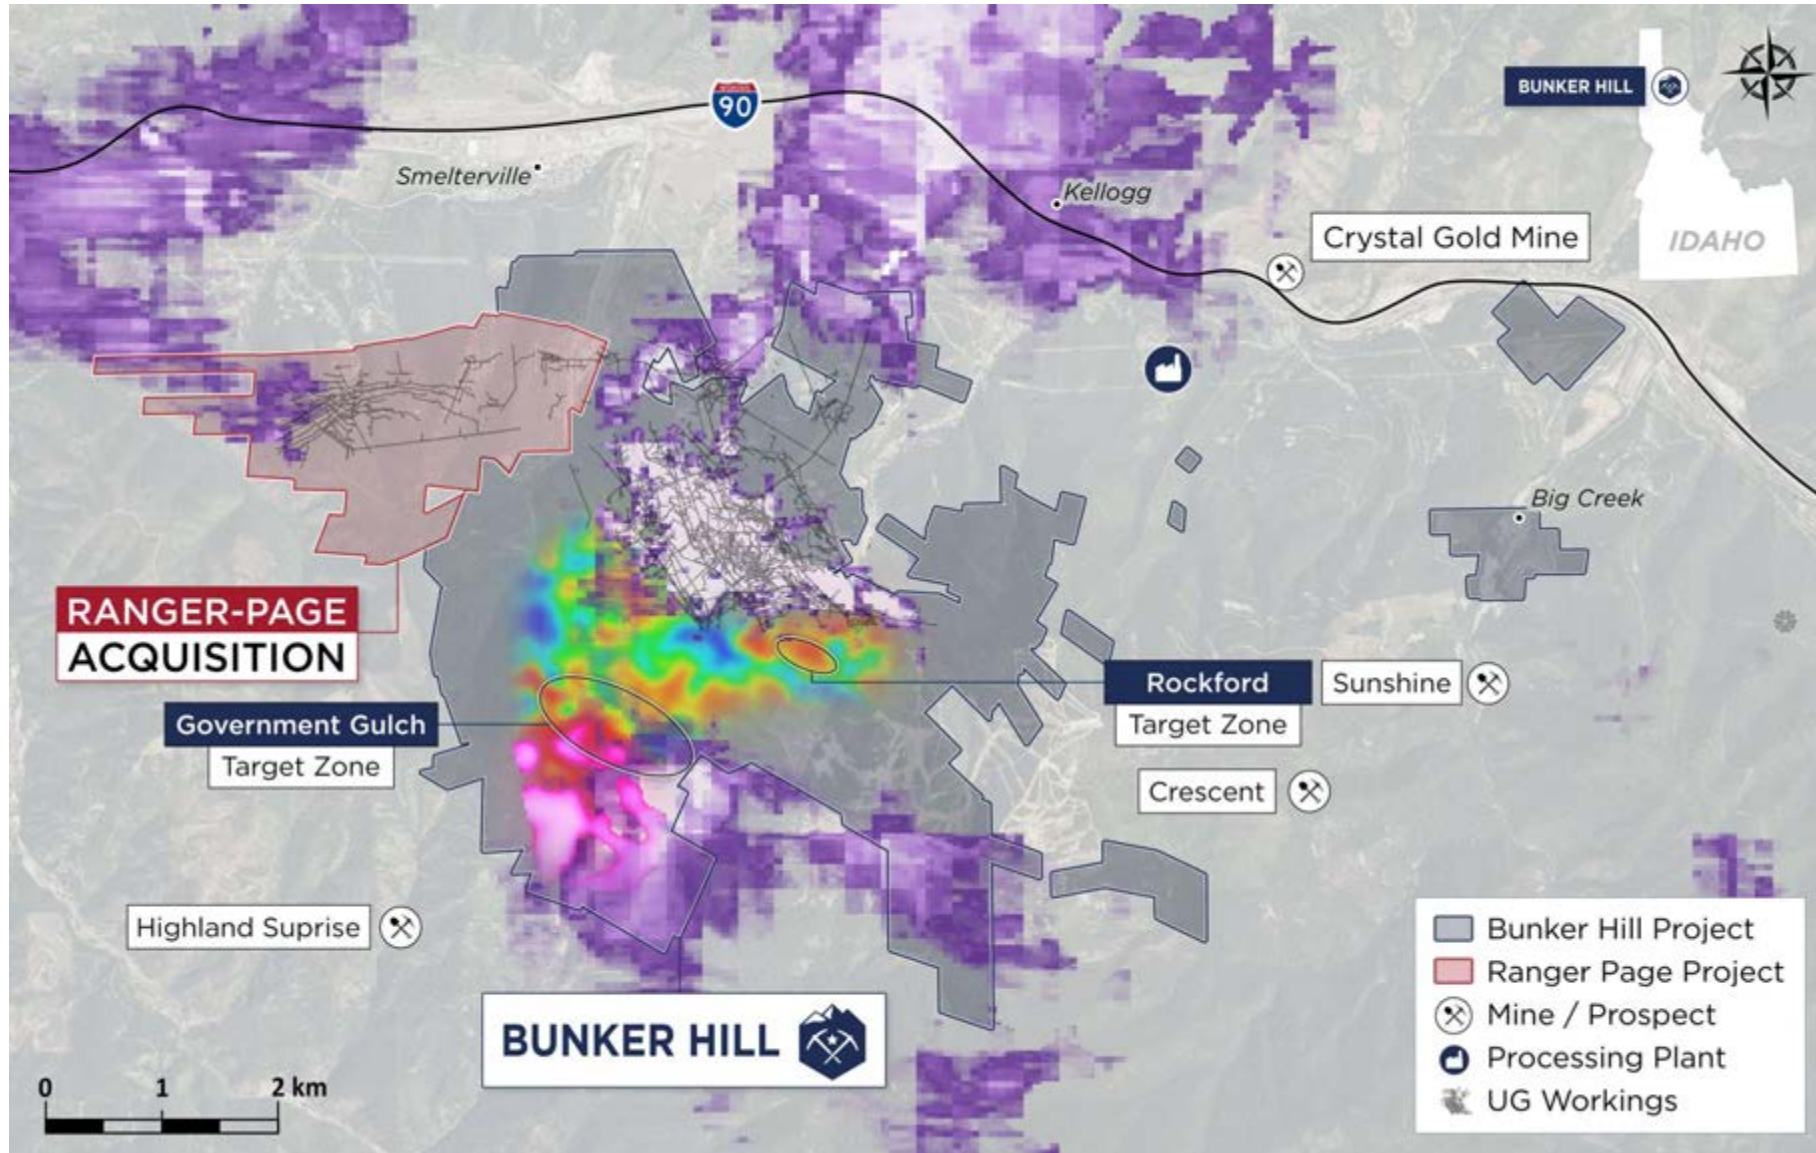 90
Smelterville
Kellogg
BUNKER HILL
IDAHO
Crystal Gold Mine
Big Creek
RANGER-PAGE
ACQUISITION
Government Gulch
Target Zone
Rockford
Target Zone
Sunshine
Crescent
Highland Suprise
BUNKER HILL
0 1 2 km
Bunker Hill Project
Ranger Page Project
Mine / Prospect
Processing Plant
UG Workings